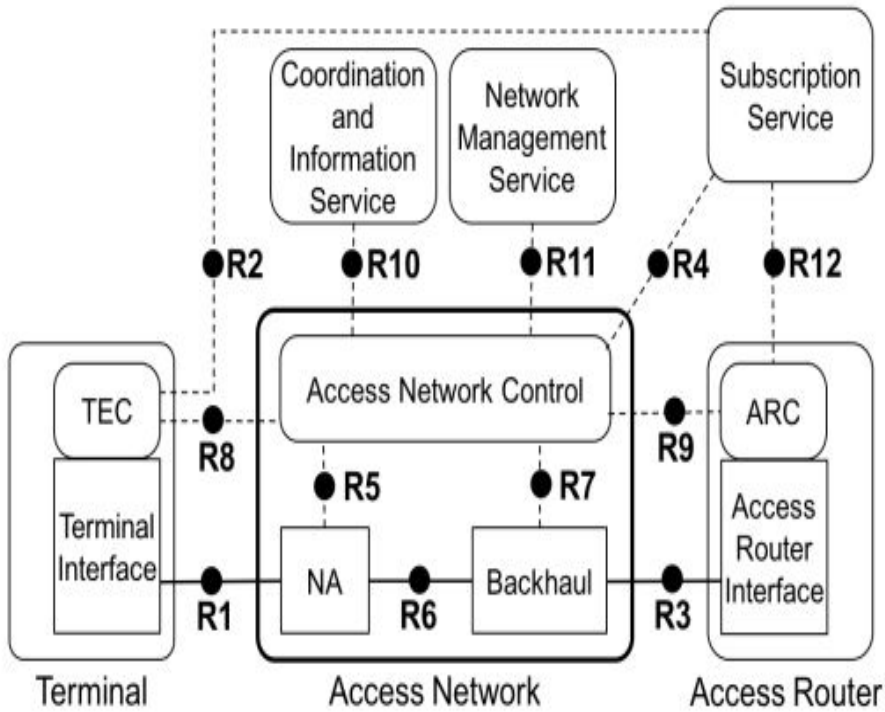 Coordination
and
Information
Service
Network
Management
Service
Subscription
Service
R2
R10
R11
R4
R12
TEC
Access Network Control
ARC
R8
R9
R5
R7
Terminal
Interface
NA
Backhaul
Access
Router
Interface
R1
R6
R3
Terminal
Access Network
Access Router